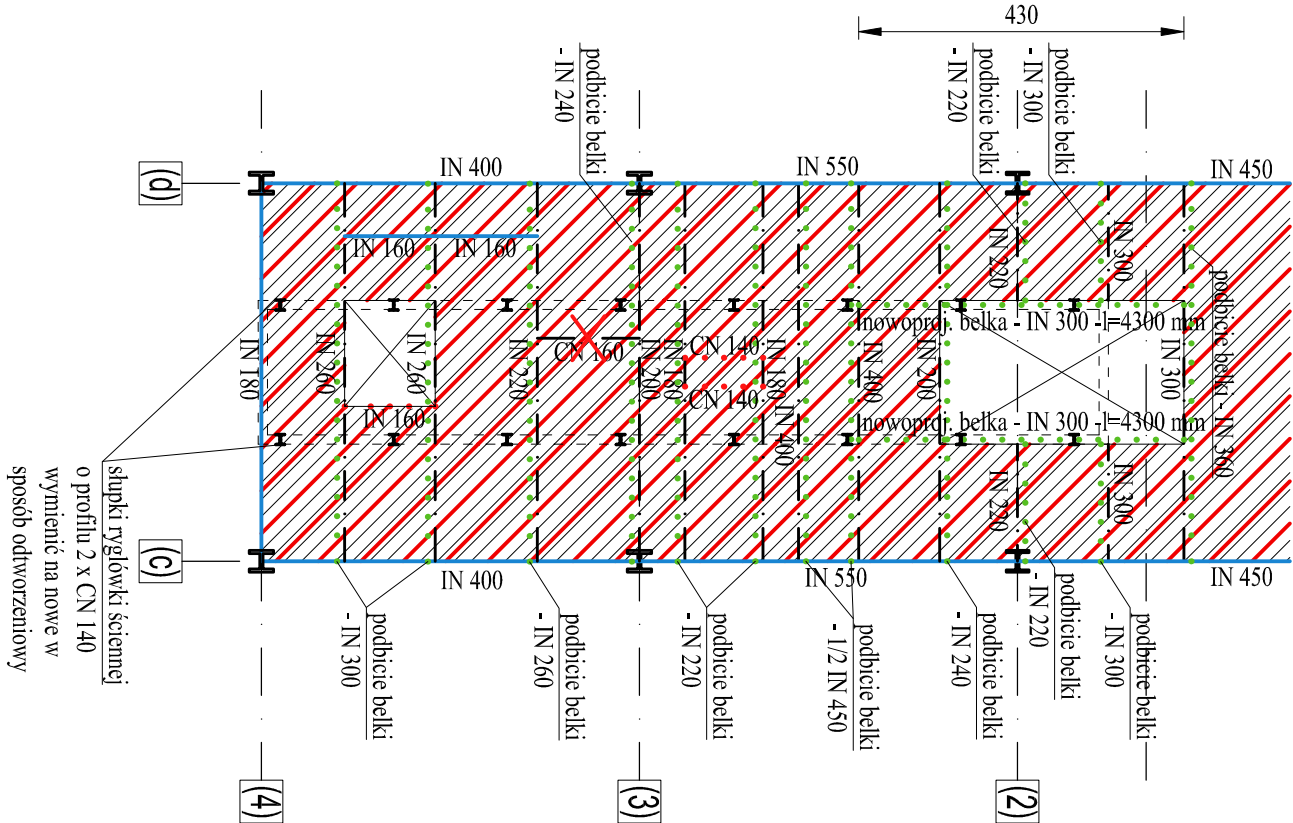 430
podbicie belki
- IN 240
podbicie belki
- IN 220
podbicie belki
- IN 300
(d)
IN 400
IN 550
IN 450
IN 160
IN 160
IN 220
IN 300
podbicie belki - IN 360
nowoproj. belka - IN 300 -l=4300 mm
CN 160
CN 140
CN 140
IN 180
IN 260
IN 260
IN 220
IN 200
IN 180
IN 180
IN 400
IN 400
IN 200
IN 300
IN 160
nowoproj. belka - IN 300 -l=4300 mm
IN 220
IN 300
(c)
IN 400
IN 550
IN 450
słupki ryglówki ściennej
o profilu 2 x CN 140
wymienić na nowe w
sposób odtworzeniowy
podbicie belki
- IN 300
podbicie belki
- IN 260
podbicie belki
- IN 220
podbicie belki
- 1/2 IN 450
podbicie belki
- IN 240
podbicie belki
- IN 220
podbicie belki
- IN 300
(4)
(3)
(2)